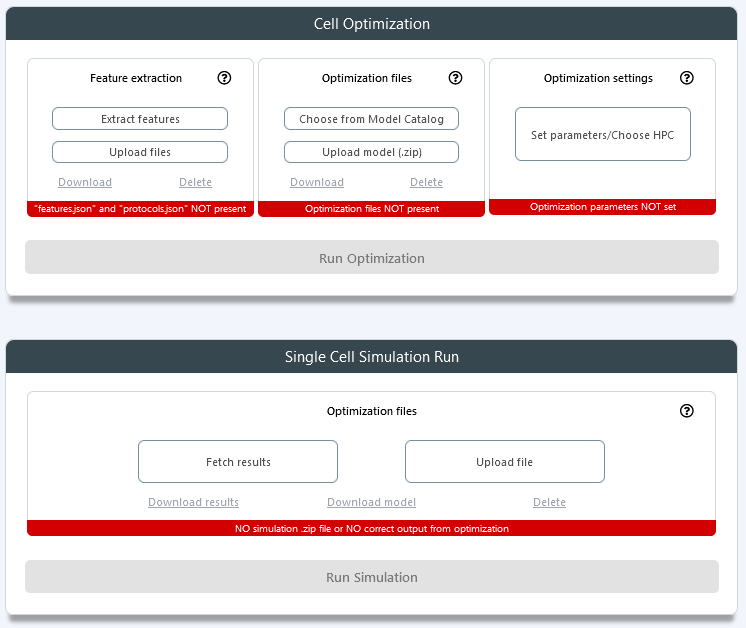 Cell Optimization
Feature extraction
Extract features
Upload files
Download Delete
"features.json" and "protocols.json" NOT present
Optimization files
Choose from Model Catalog
Upload model (.zip)
Download Delete
Optimization files NOT present
Optimization settings
Set parameters/Choose HPC
Optimization parameters NOT set
Run Optimization
Single Cell Simulation Run
Optimization files
Fetch results Upload file
Download results Download model Delete
NO simulation .zip file or NO correct output from optimization
Run Simulation